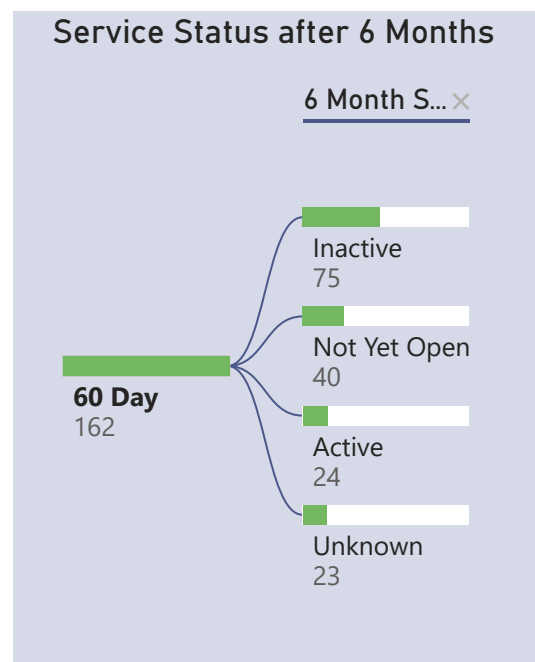 Service Status after 6 Months
6 Month S...
Inactive
75
Not Yet Open
40
60 Day
162
Active
24
Unknown
23